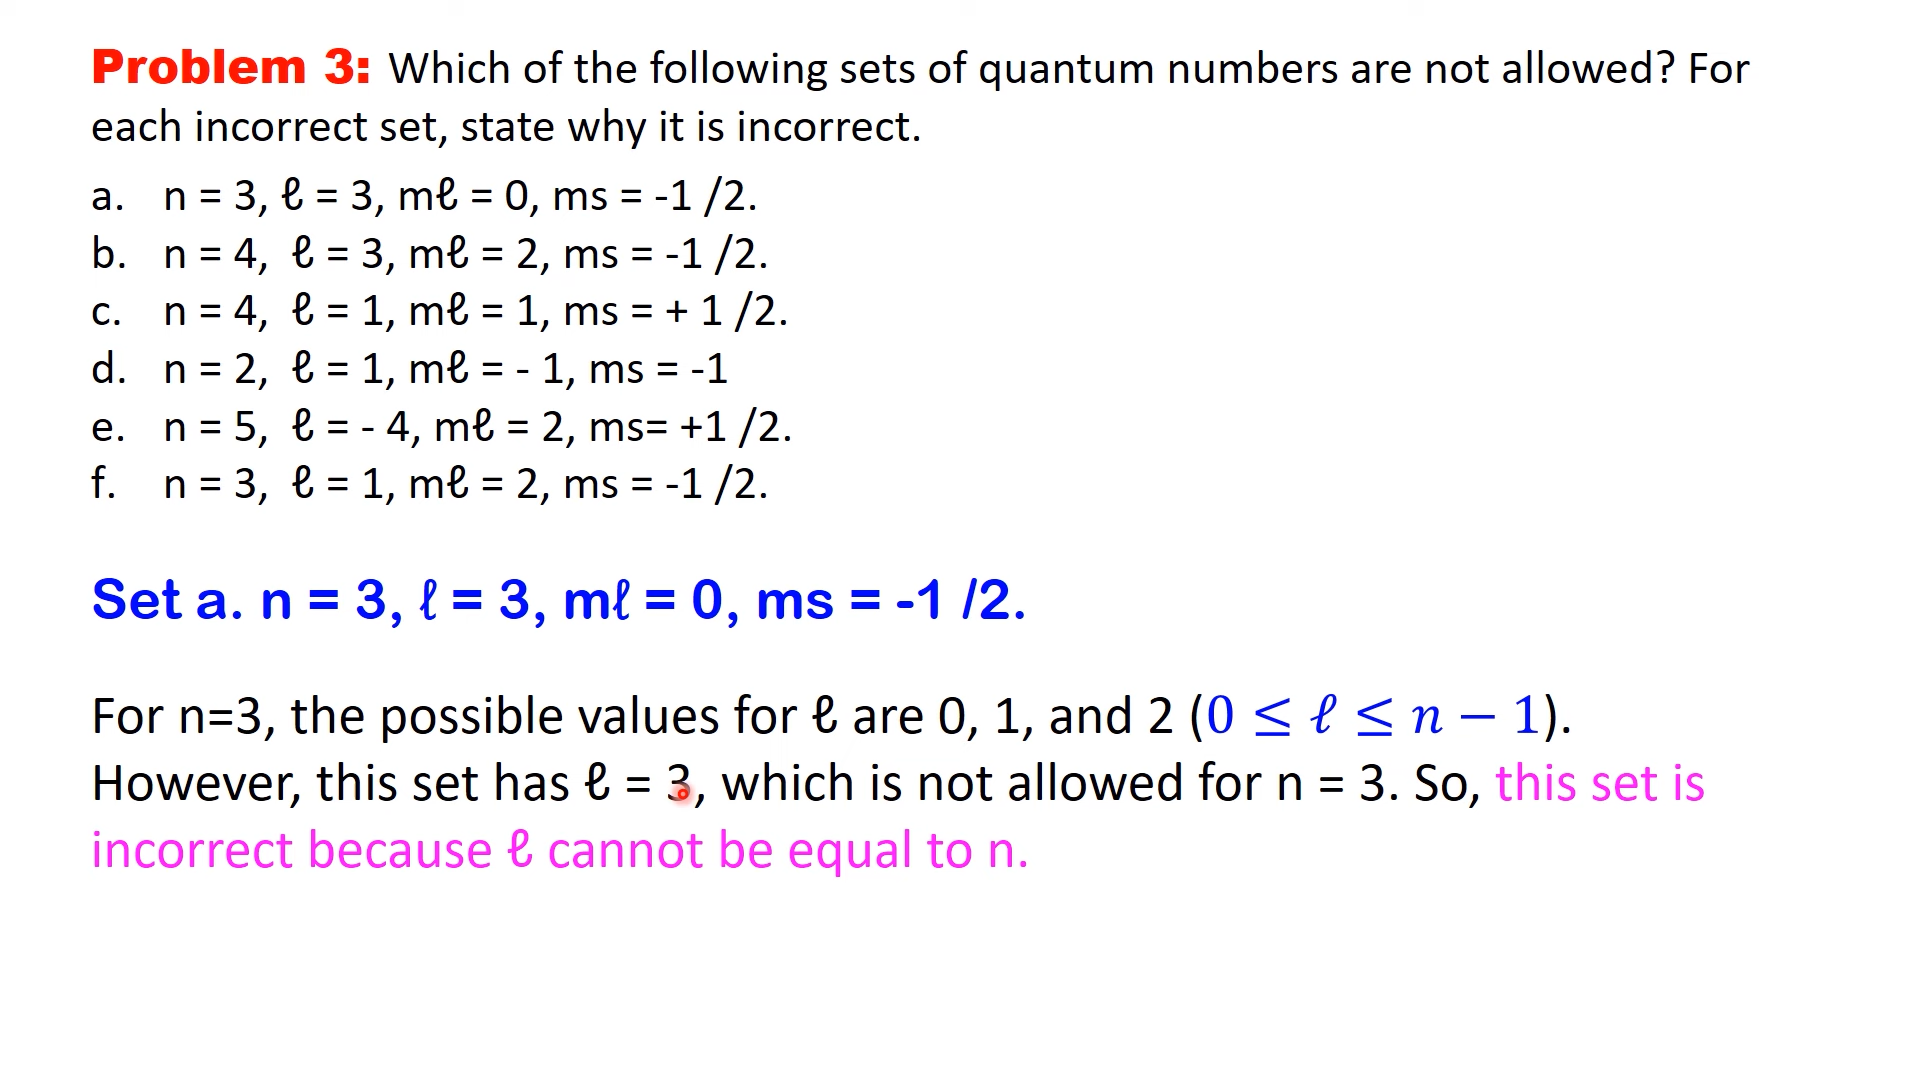 Problem 3: Which of the following sets of quantum numbers are not allowed? For
each incorrect set, state why it is incorrect.
a. n = 3, ℓ = 3, mℓ = 0, ms = -1 /2.
b. n = 4, ℓ = 3, mℓ = 2, ms = -1 /2.
c. n = 4, ℓ = 1, mℓ = 1, ms = + 1 /2.
d. n = 2, ℓ = 1, mℓ = - 1, ms = -1
e. n = 5, ℓ = - 4, mℓ = 2, ms= +1 /2.
f. n = 3, ℓ = 1, mℓ = 2, ms = -1 /2.
Set a. n = 3, ℓ = 3, mℓ = 0, ms = -1 /2.
For n=3, the possible values for ℓ are 0, 1, and 2 (0 ≤ ℓ ≤ n − 1).
However, this set has ℓ = 3, which is not allowed for n = 3. So, this set is
incorrect because ℓ cannot be equal to n.